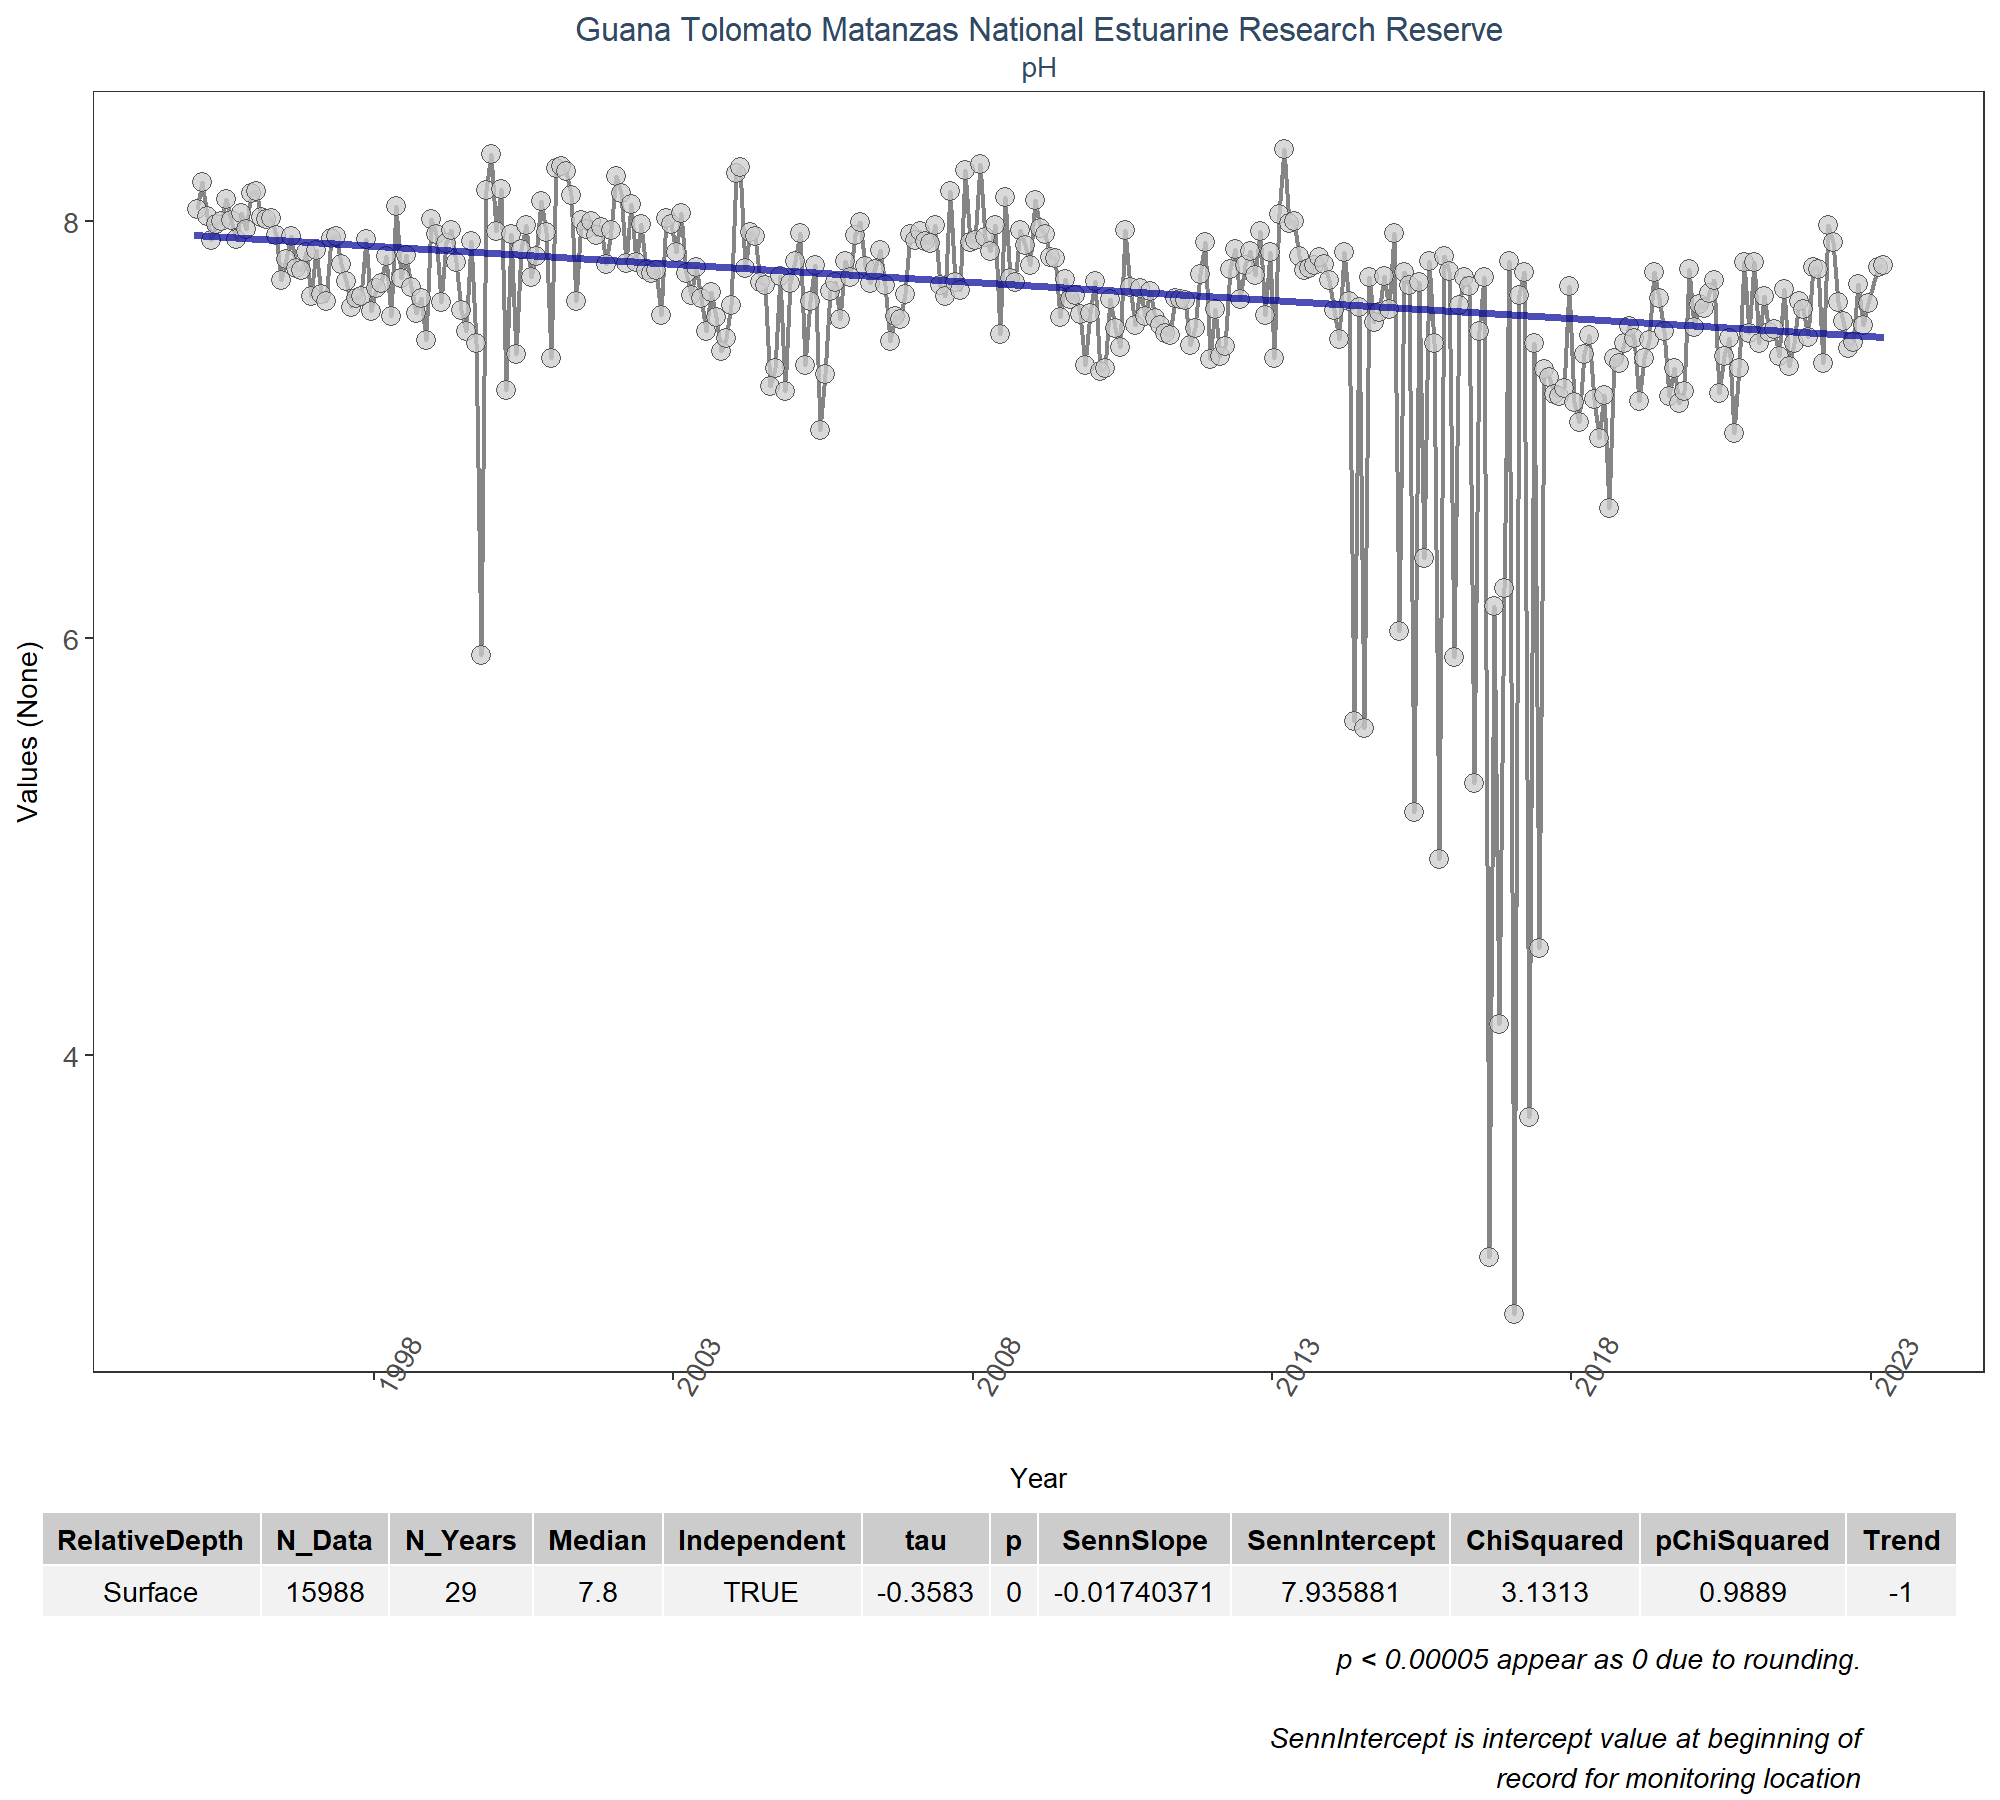 Guana Tolomato Matanzas National Estuarine Research Reserve
pH
Values (None)
8
6
4
1998
2003
2008
2013
2018
2023
Year
RelativeDepth N_Data N_Years Median Independent tau p SennSlope SennIntercept ChiSquared pChiSquared Trend
Surface 15988 29 7.8 TRUE -0.3583 0 -0.01740371 7.935881 3.1313 0.9889 -1
p < 0.00005 appear as 0 due to rounding.
SennIntercept is intercept value at beginning of
record for monitoring location